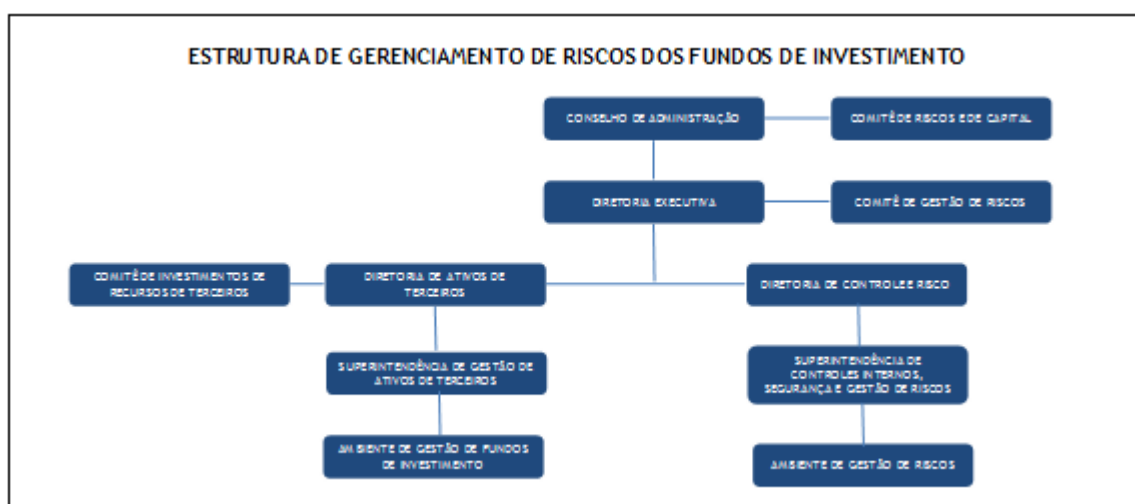 ESTRUTURA DE GERENCIAMENTO DE RISCOS DOS FUNDOS DE INVESTIMENTO
CONSELHO DE ADMINISTRAÇÃO
COMITÊ DE RISCOS E DE CAPITAL
DIRETORIA EXECUTIVA
COMITÊ DE GESTÃO DE RISCOS
COMITÊ DE INVESTIMENTOS DE
RECURSOS DE TERCEIROS
DIRETORIA DE ATIVOS DE
TERCEIROS
DIRETORIA DE CONTROLE E RISCO
SUPERINTENDÊNCIA DE GESTÃO DE
ATIVOS DE TERCEIROS
SUPERINTENDÊNCIA DE
CONTROLES INTERNOS,
SEGURANÇA E GESTÃO DE RISCOS
AMBIENTE DE GESTÃO DE FUNDOS
DE INVESTIMENTO
AMBIENTE DE GESTÃO DE RISCOS